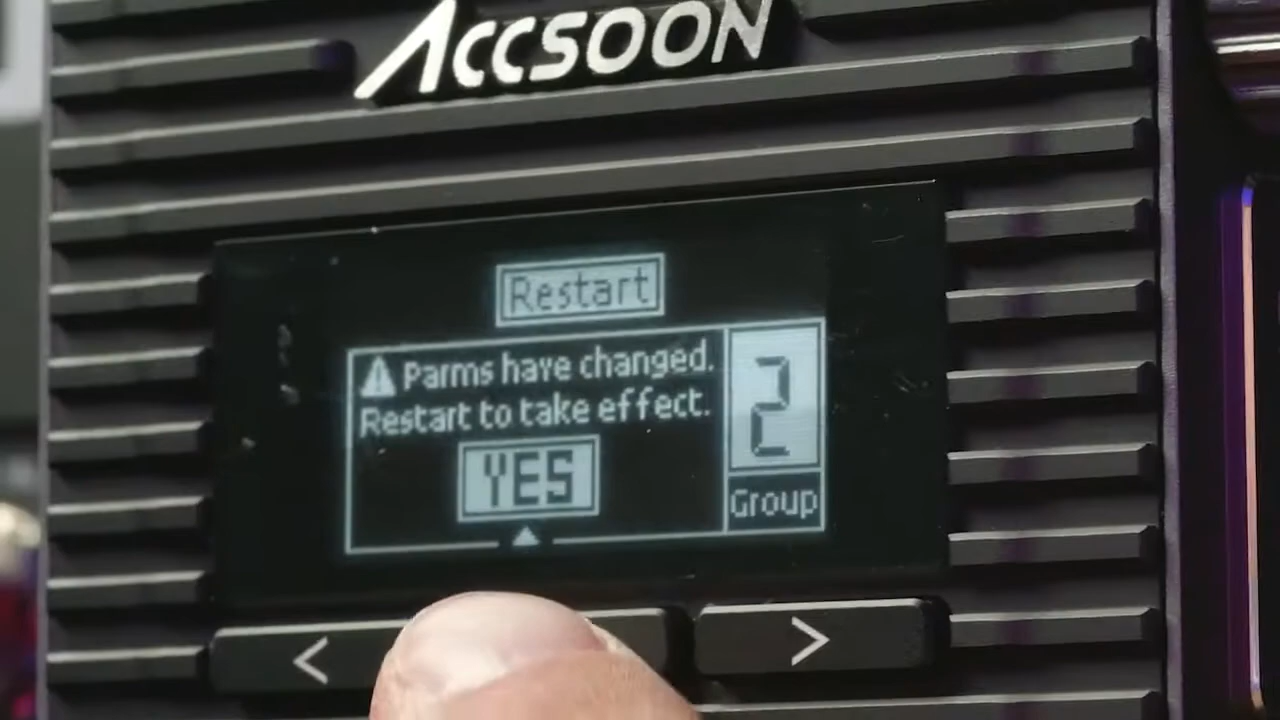 ACCSOON
Restart
Parms have changed.
Restart to take effect.
YES
2
Group
< >